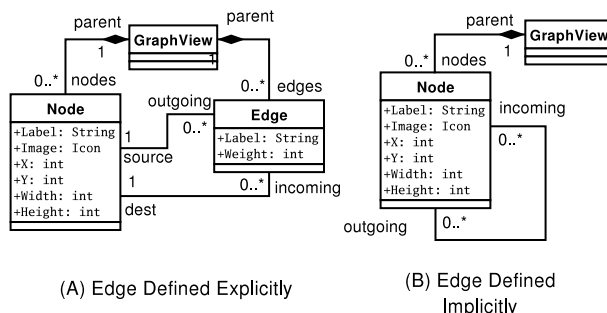 parent
parent
GraphView
1
1
0..*
nodes
0..*
edges
Node
+Label: String
+Image: Icon
+X: int
+Y: int
+Width: int
+Height: int
outgoing
1
0..*
source
Edge
+Label: String
+Weight: int
1
0..*
incoming
dest
(A) Edge Defined Explicitly
parent
GraphView
1
0..*
nodes
Node
+Label: String
+Image: Icon
+X: int
+Y: int
+Width: int
+Height: int
incoming
0..*
outgoing
0..*
(B) Edge Defined
Implicitly